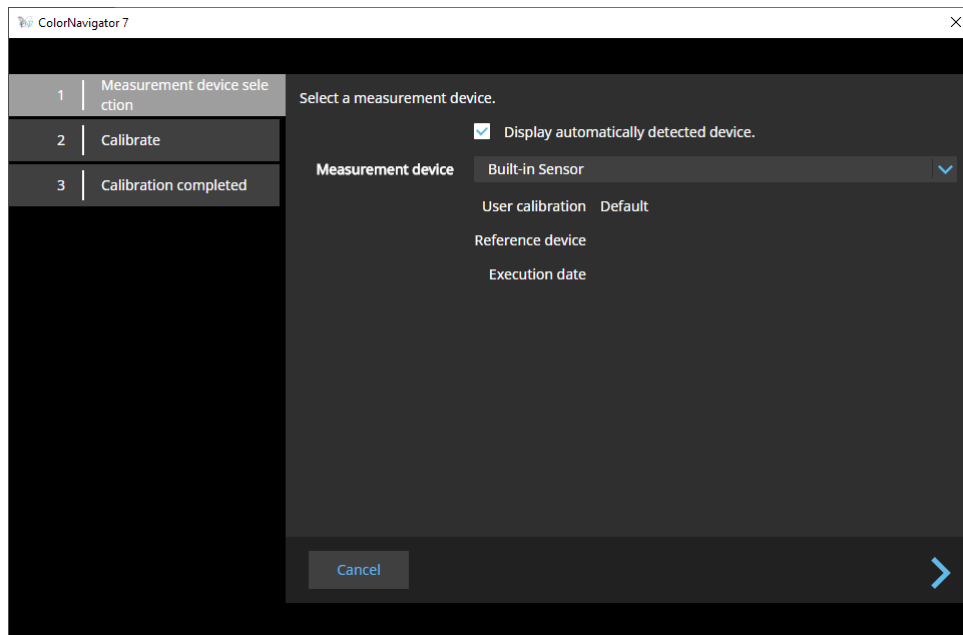 ColorNavigator 7
1
Measurement device sele
ction
2
Calibrate
3
Calibration completed
Select a measurement device.
Display automatically detected device.
Measurement device
Built-in Sensor
User calibration Default
Reference device
Execution date
Cancel